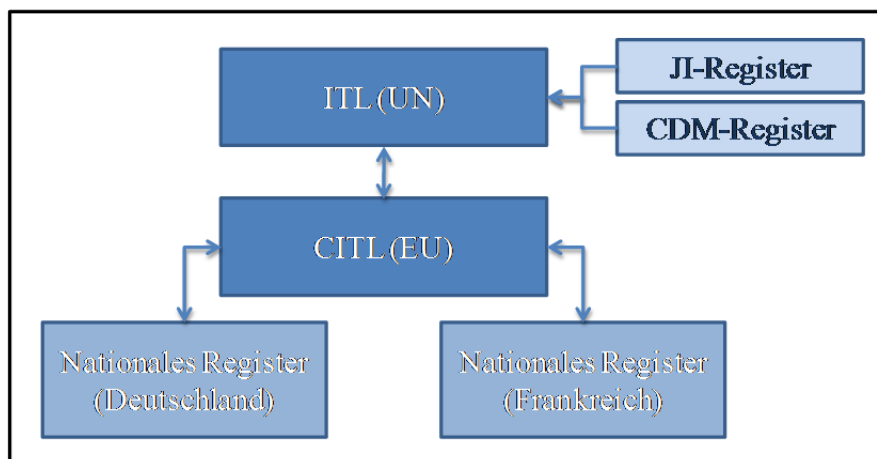 ITL (UN)
JI-Register
CDM-Register
CITL (EU)
Nationales Register
(Deutschland)
Nationales Register
(Frankreich)